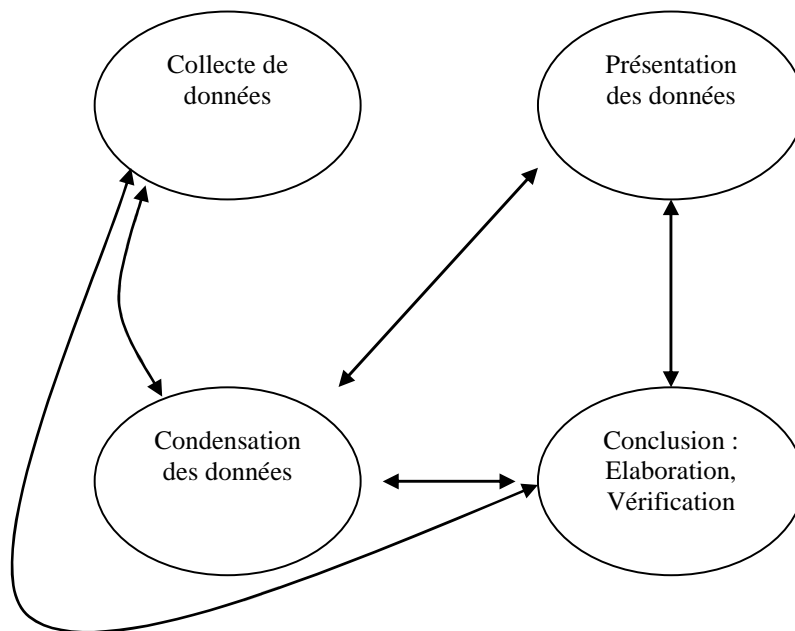 Collecte de
données
Présentation
des données
Condensation
des données
Conclusion :
Elaboration,
Vérification